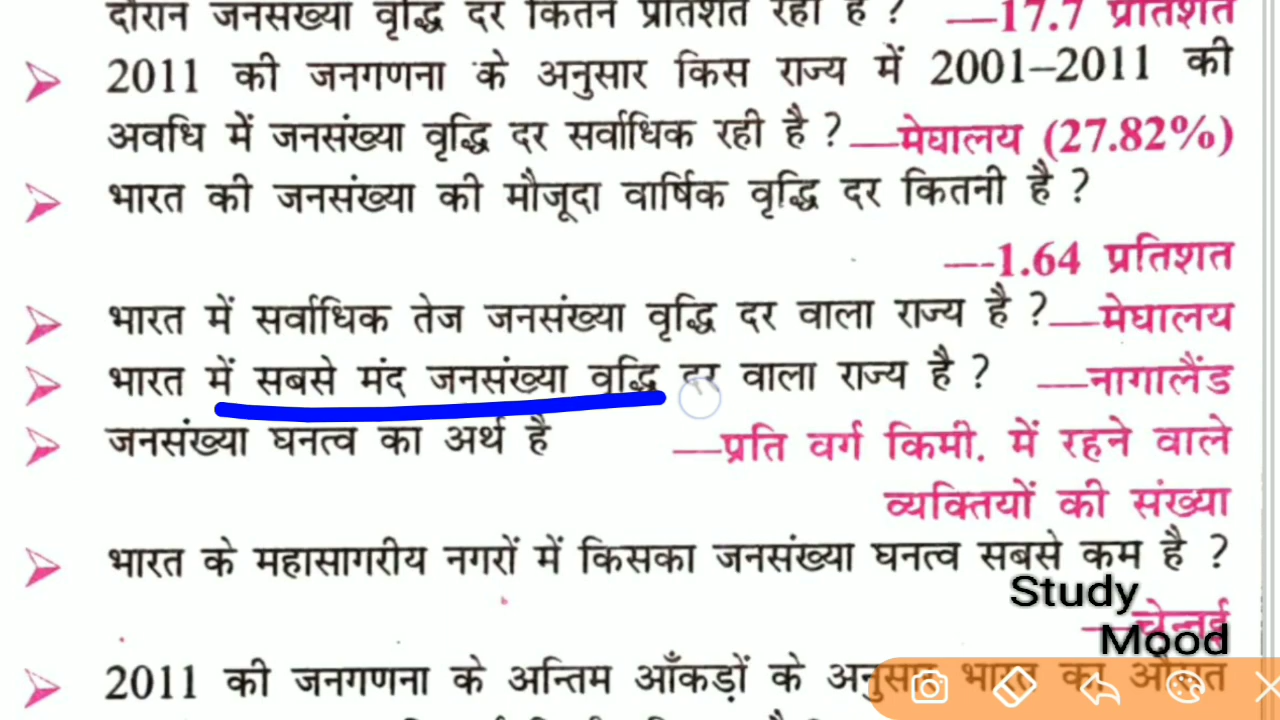 दौरान जनसंख्या वृद्धि दर कितने प्रतिशत रही है ? —17.7 प्रतिशत
2011 की जनगणना के अनुसार किस राज्य में 2001–2011 की
अवधि में जनसंख्या वृद्धि दर सर्वाधिक रही है ? —मेघालय (27.82%)
भारत की जनसंख्या की मौजूदा वार्षिक वृद्धि दर कितनी है ?
—-1.64 प्रतिशत
भारत में सर्वाधिक तेज जनसंख्या वृद्धि दर वाला राज्य है ? —मेघालय
भारत में सबसे मंद जनसंख्या वृद्धि दर वाला राज्य है ? —नागालैंड
जनसंख्या घनत्व का अर्थ है —प्रति वर्ग किमी. में रहने वाले
व्यक्तियों की संख्या
भारत के महासागरीय नगरों में किसका जनसंख्या घनत्व सबसे कम है ?
Study
—चेन्नई
Mood
2011 की जनगणना के अन्तिम आँकड़ों के अनुसार भारत का औसत